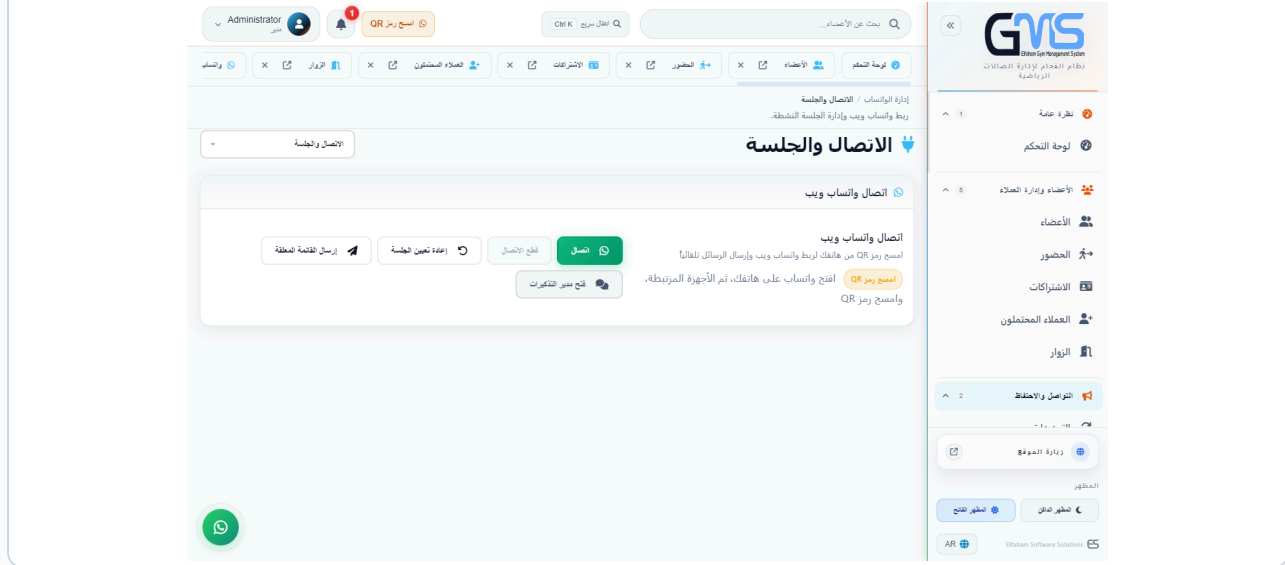 GMS
Elfaham Gym Management System
نظام الفحام لإدارة الصالات الرياضية
بحث عن الأعضاء...
انتقال سريع Ctrl K
امسح رمز QR
1
Administrator
مدير
لوحة التحكم
الأعضاء
الحضور
الاشتراكات
العملاء المحتملون
الزوار
إدارة الواتساب / الاتصال والجلسة
ربط واتساب ويب وإدارة الجلسة النشطة.
الاتصال والجلسة
الاتصال والجلسة
اتصال واتساب ويب
اتصال واتساب ويب
امسح رمز QR من هاتفك لربط واتساب ويب وإرسال الرسائل تلقائياً
امسح رمز QR افتح واتساب على هاتفك، ثم الأجهزة المرتبطة،
وامسح رمز QR
اتصال
قطع الاتصال
إعادة تعيين الجلسة
إرسال القائمة المعلقة
فتح مدير التذكيرات
نظرة عامة 1
لوحة التحكم
الأعضاء وإدارة العملاء 5
الأعضاء
الحضور
الاشتراكات
العملاء المحتملون
الزوار
التواصل والاحتفاظ 2
زيارة الموقع
المظهر
المظهر الداكن
المظهر الفاتح
Elfaham Software Solutions
AR